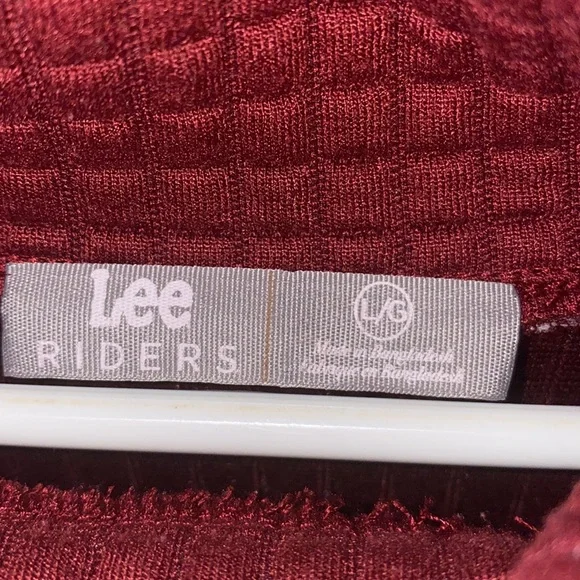 Lee
RIDERS
L/G
Made in Bangladesh
Fabriqué au Bangladesh